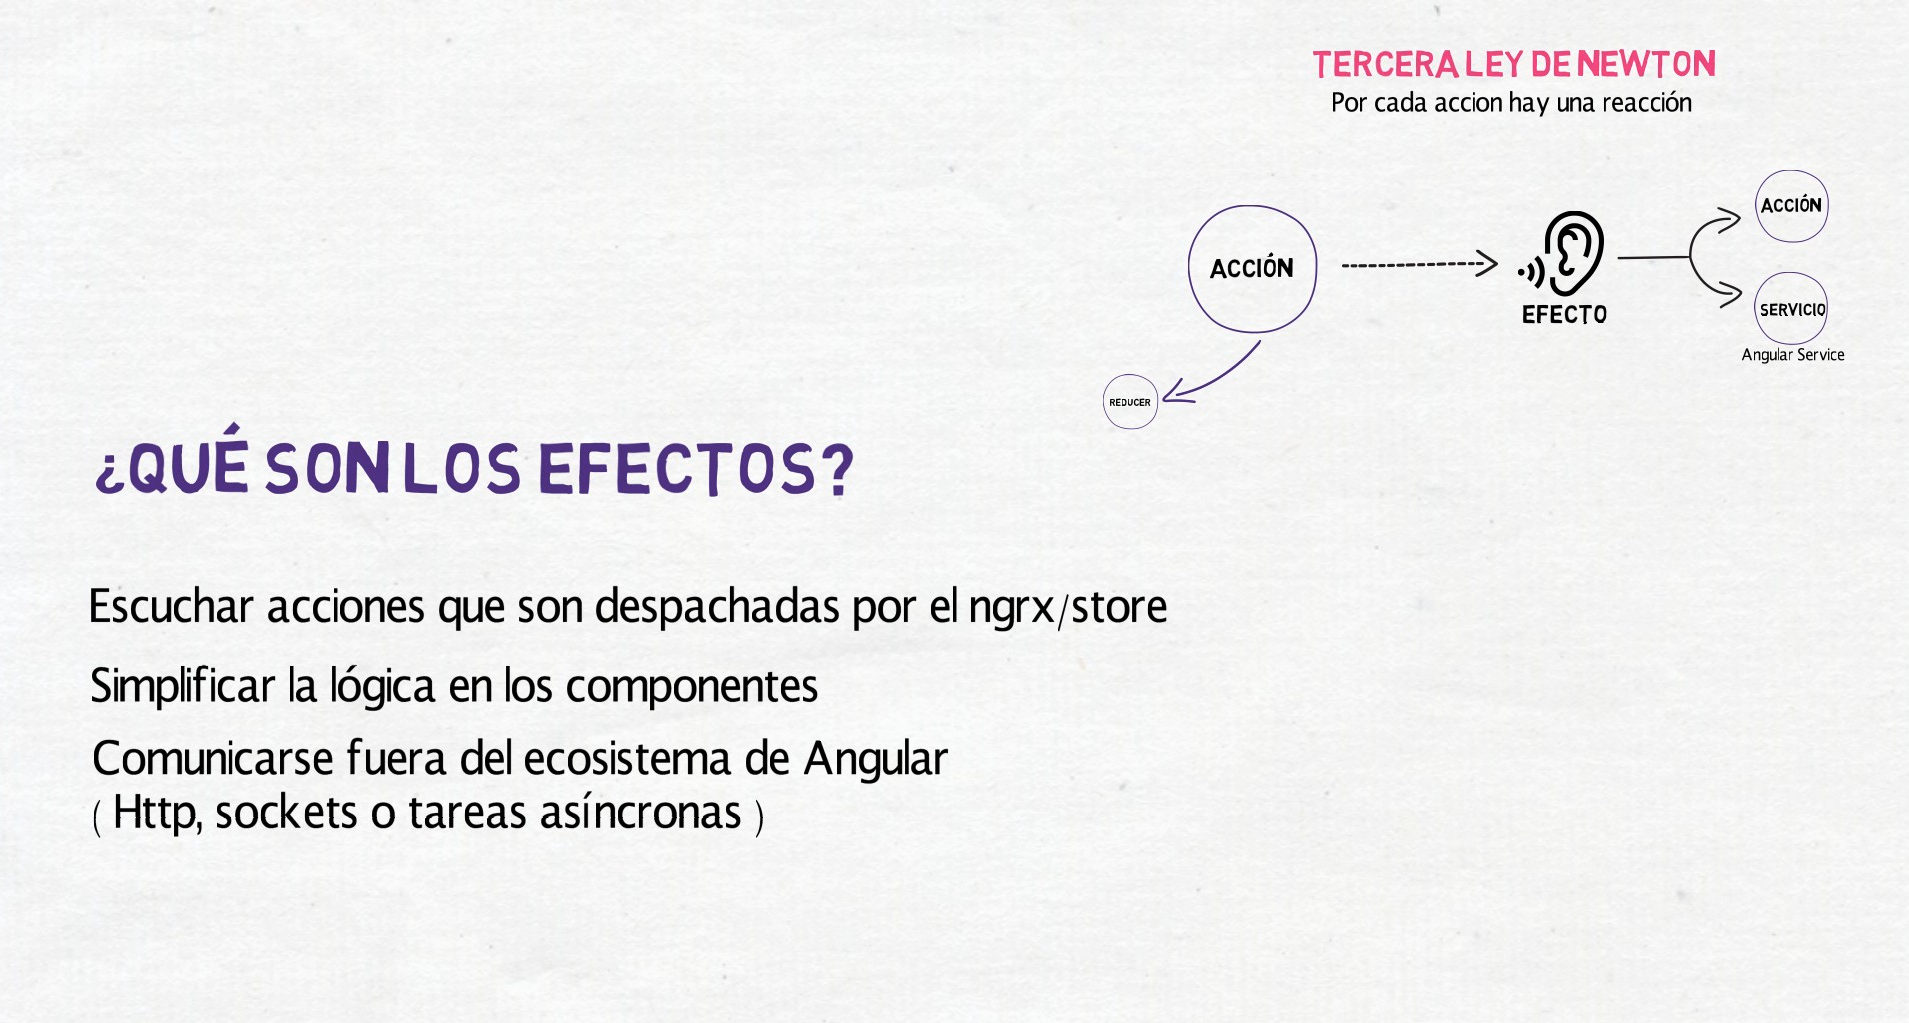 TERCERA LEY DE NEWTON
Por cada accion hay una reacción
ACCIÓN
EFECTO
ACCIÓN
SERVICIO
Angular Service
REDUCER
¿QUÉ SON LOS EFECTOS?
Escuchar acciones que son despachadas por el ngrx/store
Simplificar la lógica en los componentes
Comunicarse fuera del ecosistema de Angular
( Http, sockets o tareas asíncronas )